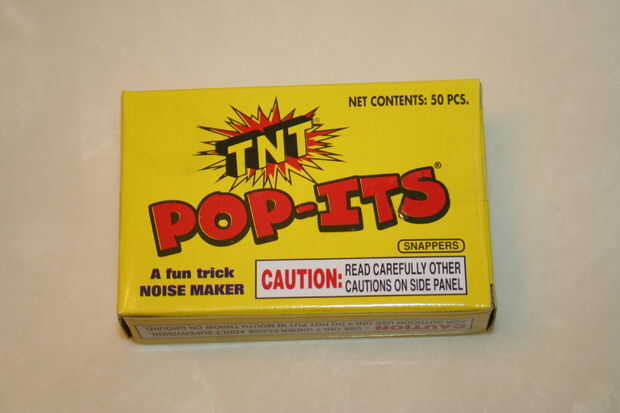 NET CONTENTS: 50 PCS.
TNT®
POP-ITS®
SNAPPERS
A fun trick
NOISE MAKER
CAUTION: READ CAREFULLY OTHER
CAUTIONS ON SIDE PANEL
CAUTION